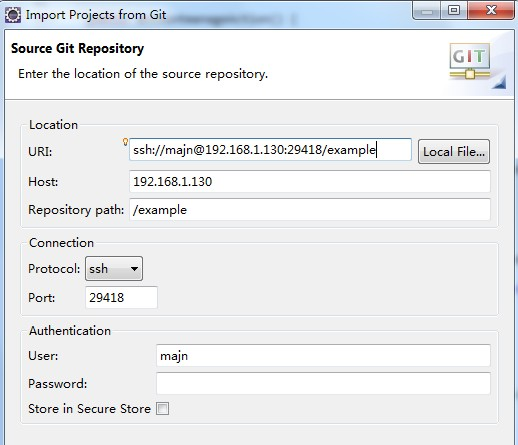 Import Projects from Git
Source Git Repository
Enter the location of the source repository.
GIT
Location
URI: ssh://majn@192.168.1.130:29418/example Local File...
Host: 192.168.1.130
Repository path: /example
Connection
Protocol: ssh
Port: 29418
Authentication
User: majn
Password:
Store in Secure Store